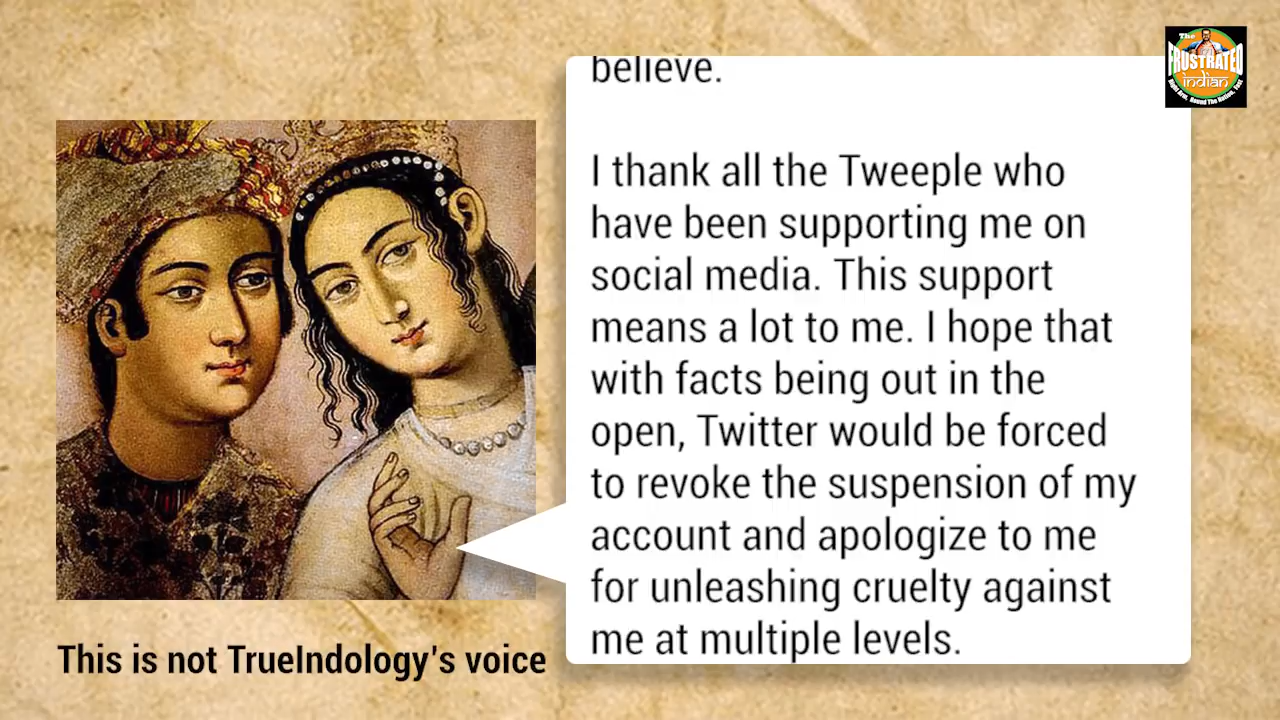 believe.
I thank all the Tweeple who
have been supporting me on
social media. This support
means a lot to me. I hope that
with facts being out in the
open, Twitter would be forced
to revoke the suspension of my
account and apologize to me
for unleashing cruelty against
me at multiple levels.
This is not TrueIndology's voice
The
FRUSTRATED
indian